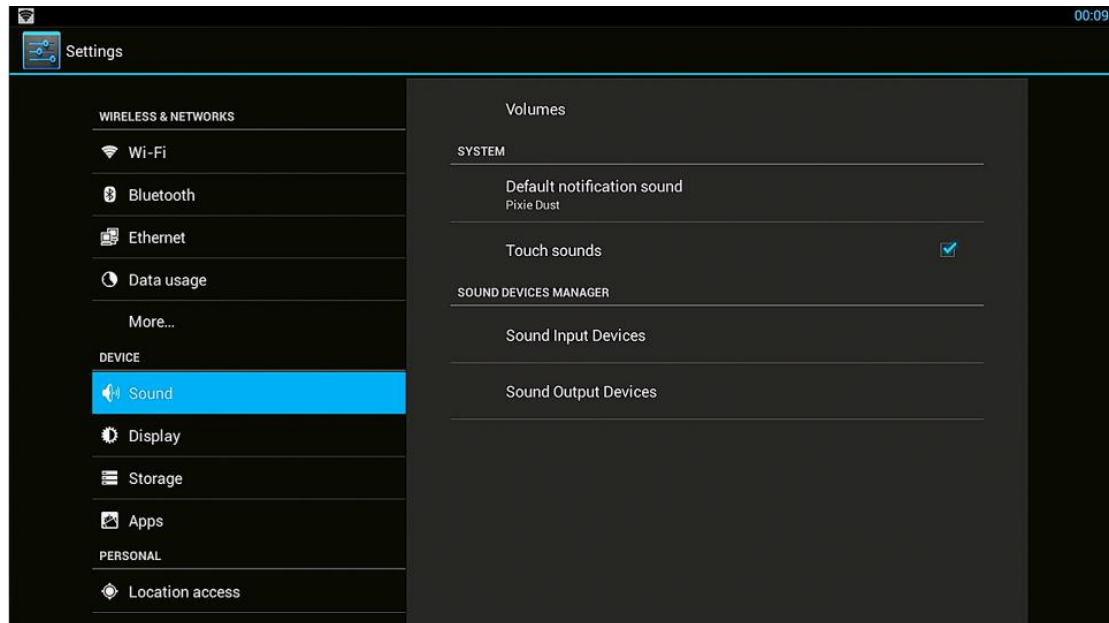 00:09
Settings
WIRELESS & NETWORKS
Wi-Fi
Bluetooth
Ethernet
Data usage
More...
DEVICE
Sound
Display
Storage
Apps
PERSONAL
Location access
Volumes
SYSTEM
Default notification sound
Pixie Dust
Touch sounds
SOUND DEVICES MANAGER
Sound Input Devices
Sound Output Devices